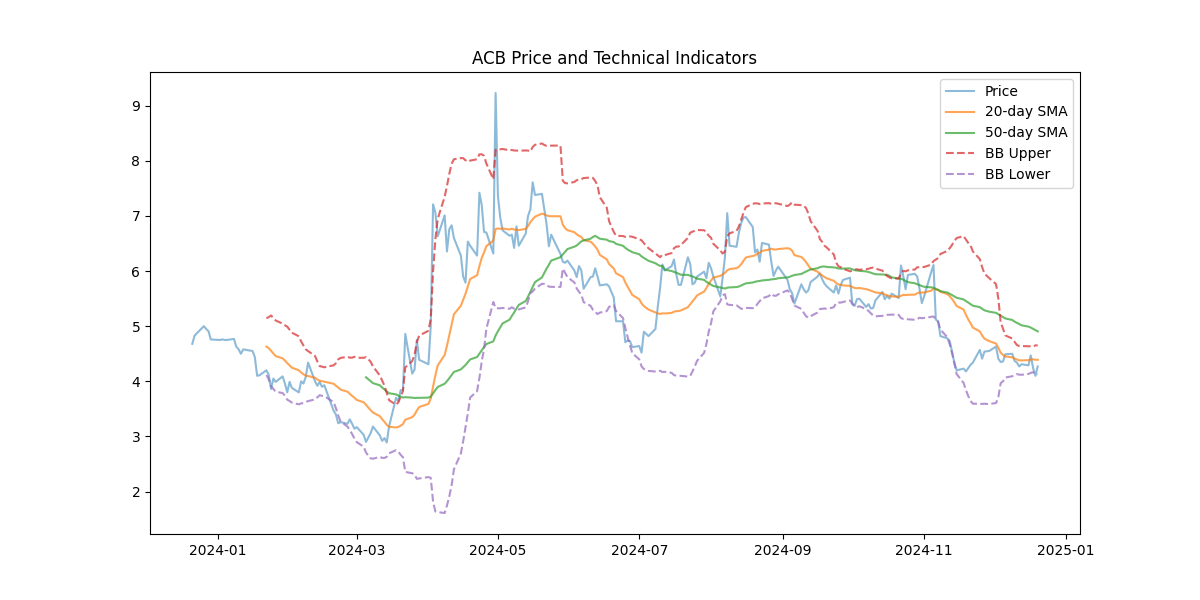 ACB Price and Technical Indicators
Price
20-day SMA
50-day SMA
BB Upper
BB Lower
9
8
7
6
5
4
3
2
2024-01
2024-03
2024-05
2024-07
2024-09
2024-11
2025-01